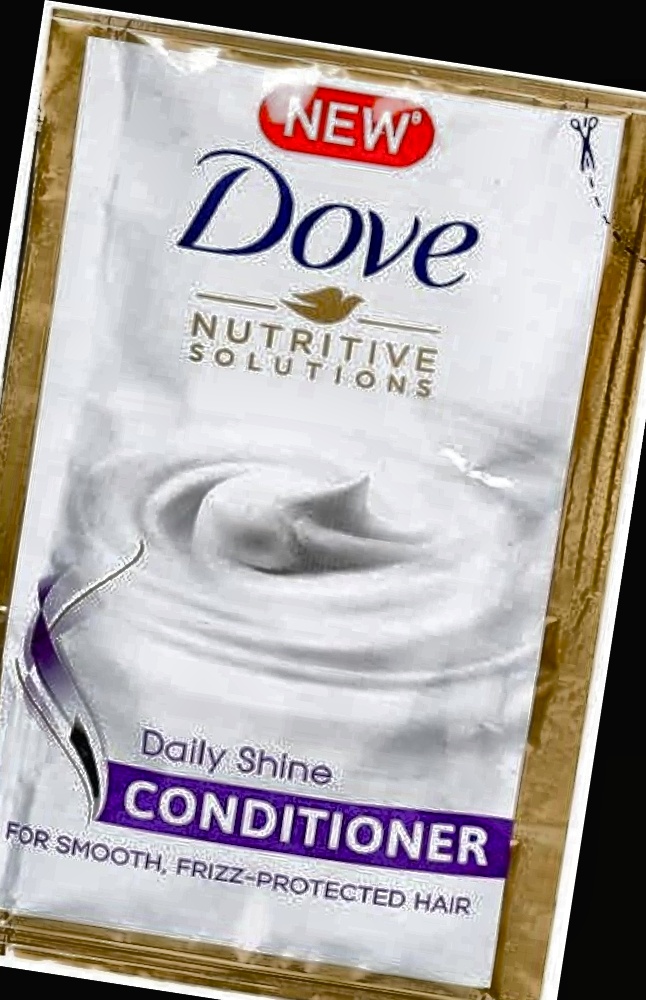 NEW®
Dove
NUTRITIVE
SOLUTIONS
Daily Shine
CONDITIONER
FOR SMOOTH, FRIZZ-PROTECTED HAIR